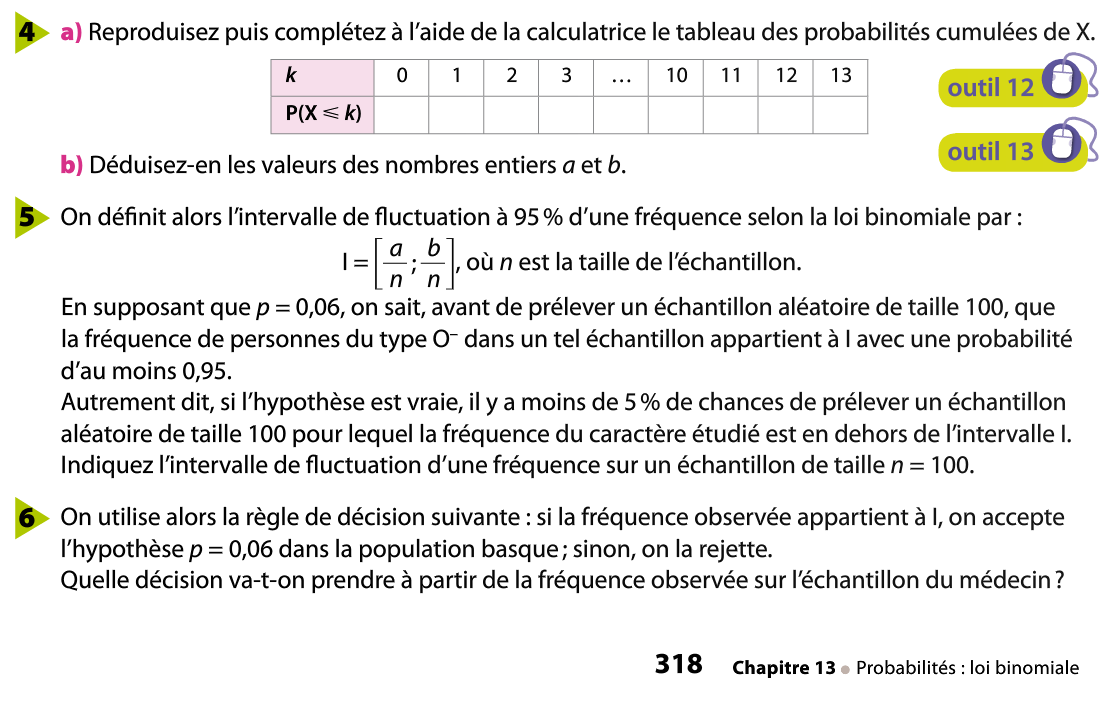 4 a) Reproduisez puis complétez à l’aide de la calculatrice le tableau des probabilités cumulées de X.
k 0 1 2 3 … 10 11 12 13
P(X ⩽ k)
outil 12
outil 13
b) Déduisez-en les valeurs des nombres entiers a et b.
5 On définit alors l’intervalle de fluctuation à 95 % d’une fréquence selon la loi binomiale par :
I = [a/n ; b/n], où n est la taille de l’échantillon.
En supposant que p = 0,06, on sait, avant de prélever un échantillon aléatoire de taille 100, que
la fréquence de personnes du type O⁻ dans un tel échantillon appartient à I avec une probabilité
d’au moins 0,95.
Autrement dit, si l’hypothèse est vraie, il y a moins de 5 % de chances de prélever un échantillon
aléatoire de taille 100 pour lequel la fréquence du caractère étudié est en dehors de l’intervalle I.
Indiquez l’intervalle de fluctuation d’une fréquence sur un échantillon de taille n = 100.
6 On utilise alors la règle de décision suivante : si la fréquence observée appartient à I, on accepte
l’hypothèse p = 0,06 dans la population basque ; sinon, on la rejette.
Quelle décision va-t-on prendre à partir de la fréquence observée sur l’échantillon du médecin ?
318 Chapitre 13 • Probabilités : loi binomiale